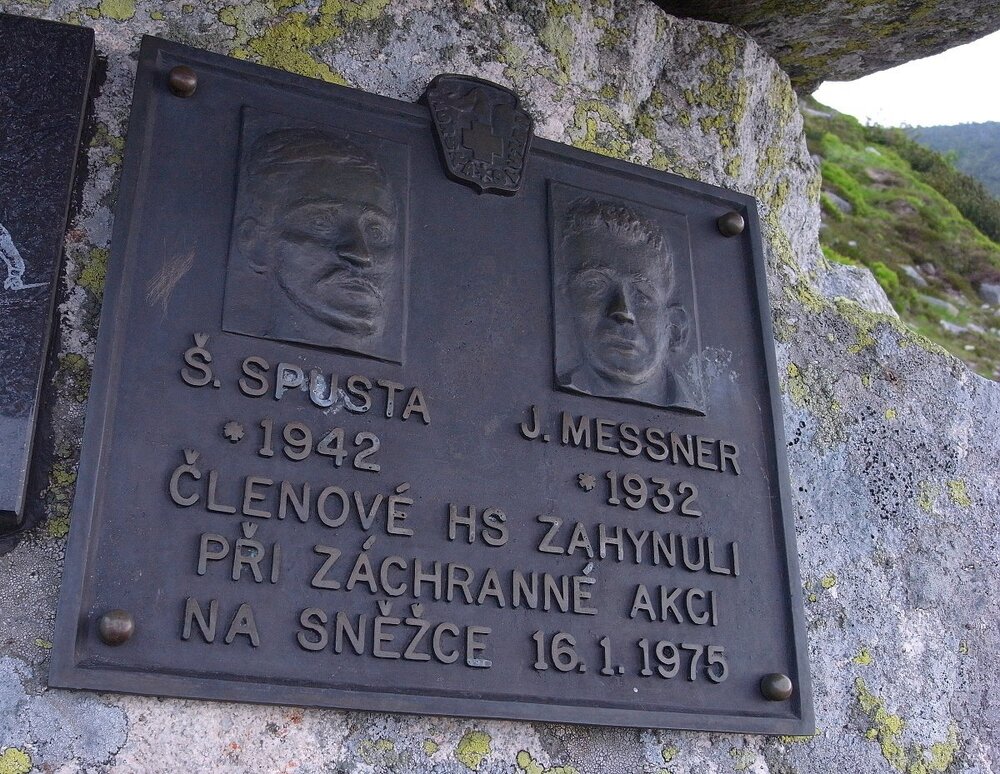 Š. SPUSTA
*1942
J. MESSNER
*1932
ČLENOVÉ HS ZAHYNULI
PŘI ZÁCHRANNÉ AKCI
NA SNĚŽCE 16. 1. 1975